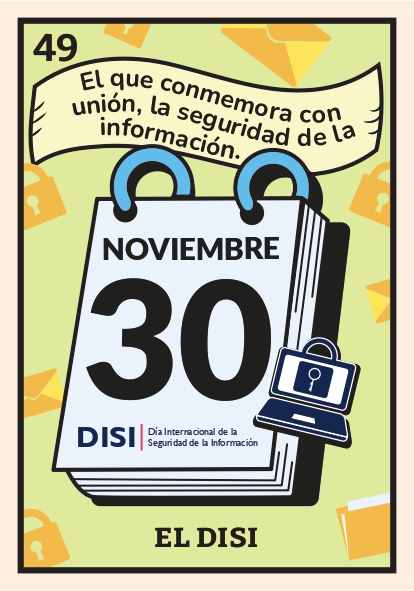 49
El que conmemora con
unión, la seguridad de la
información.
NOVIEMBRE
30
DISI Día Internacional de la
Seguridad de la Información
EL DISI